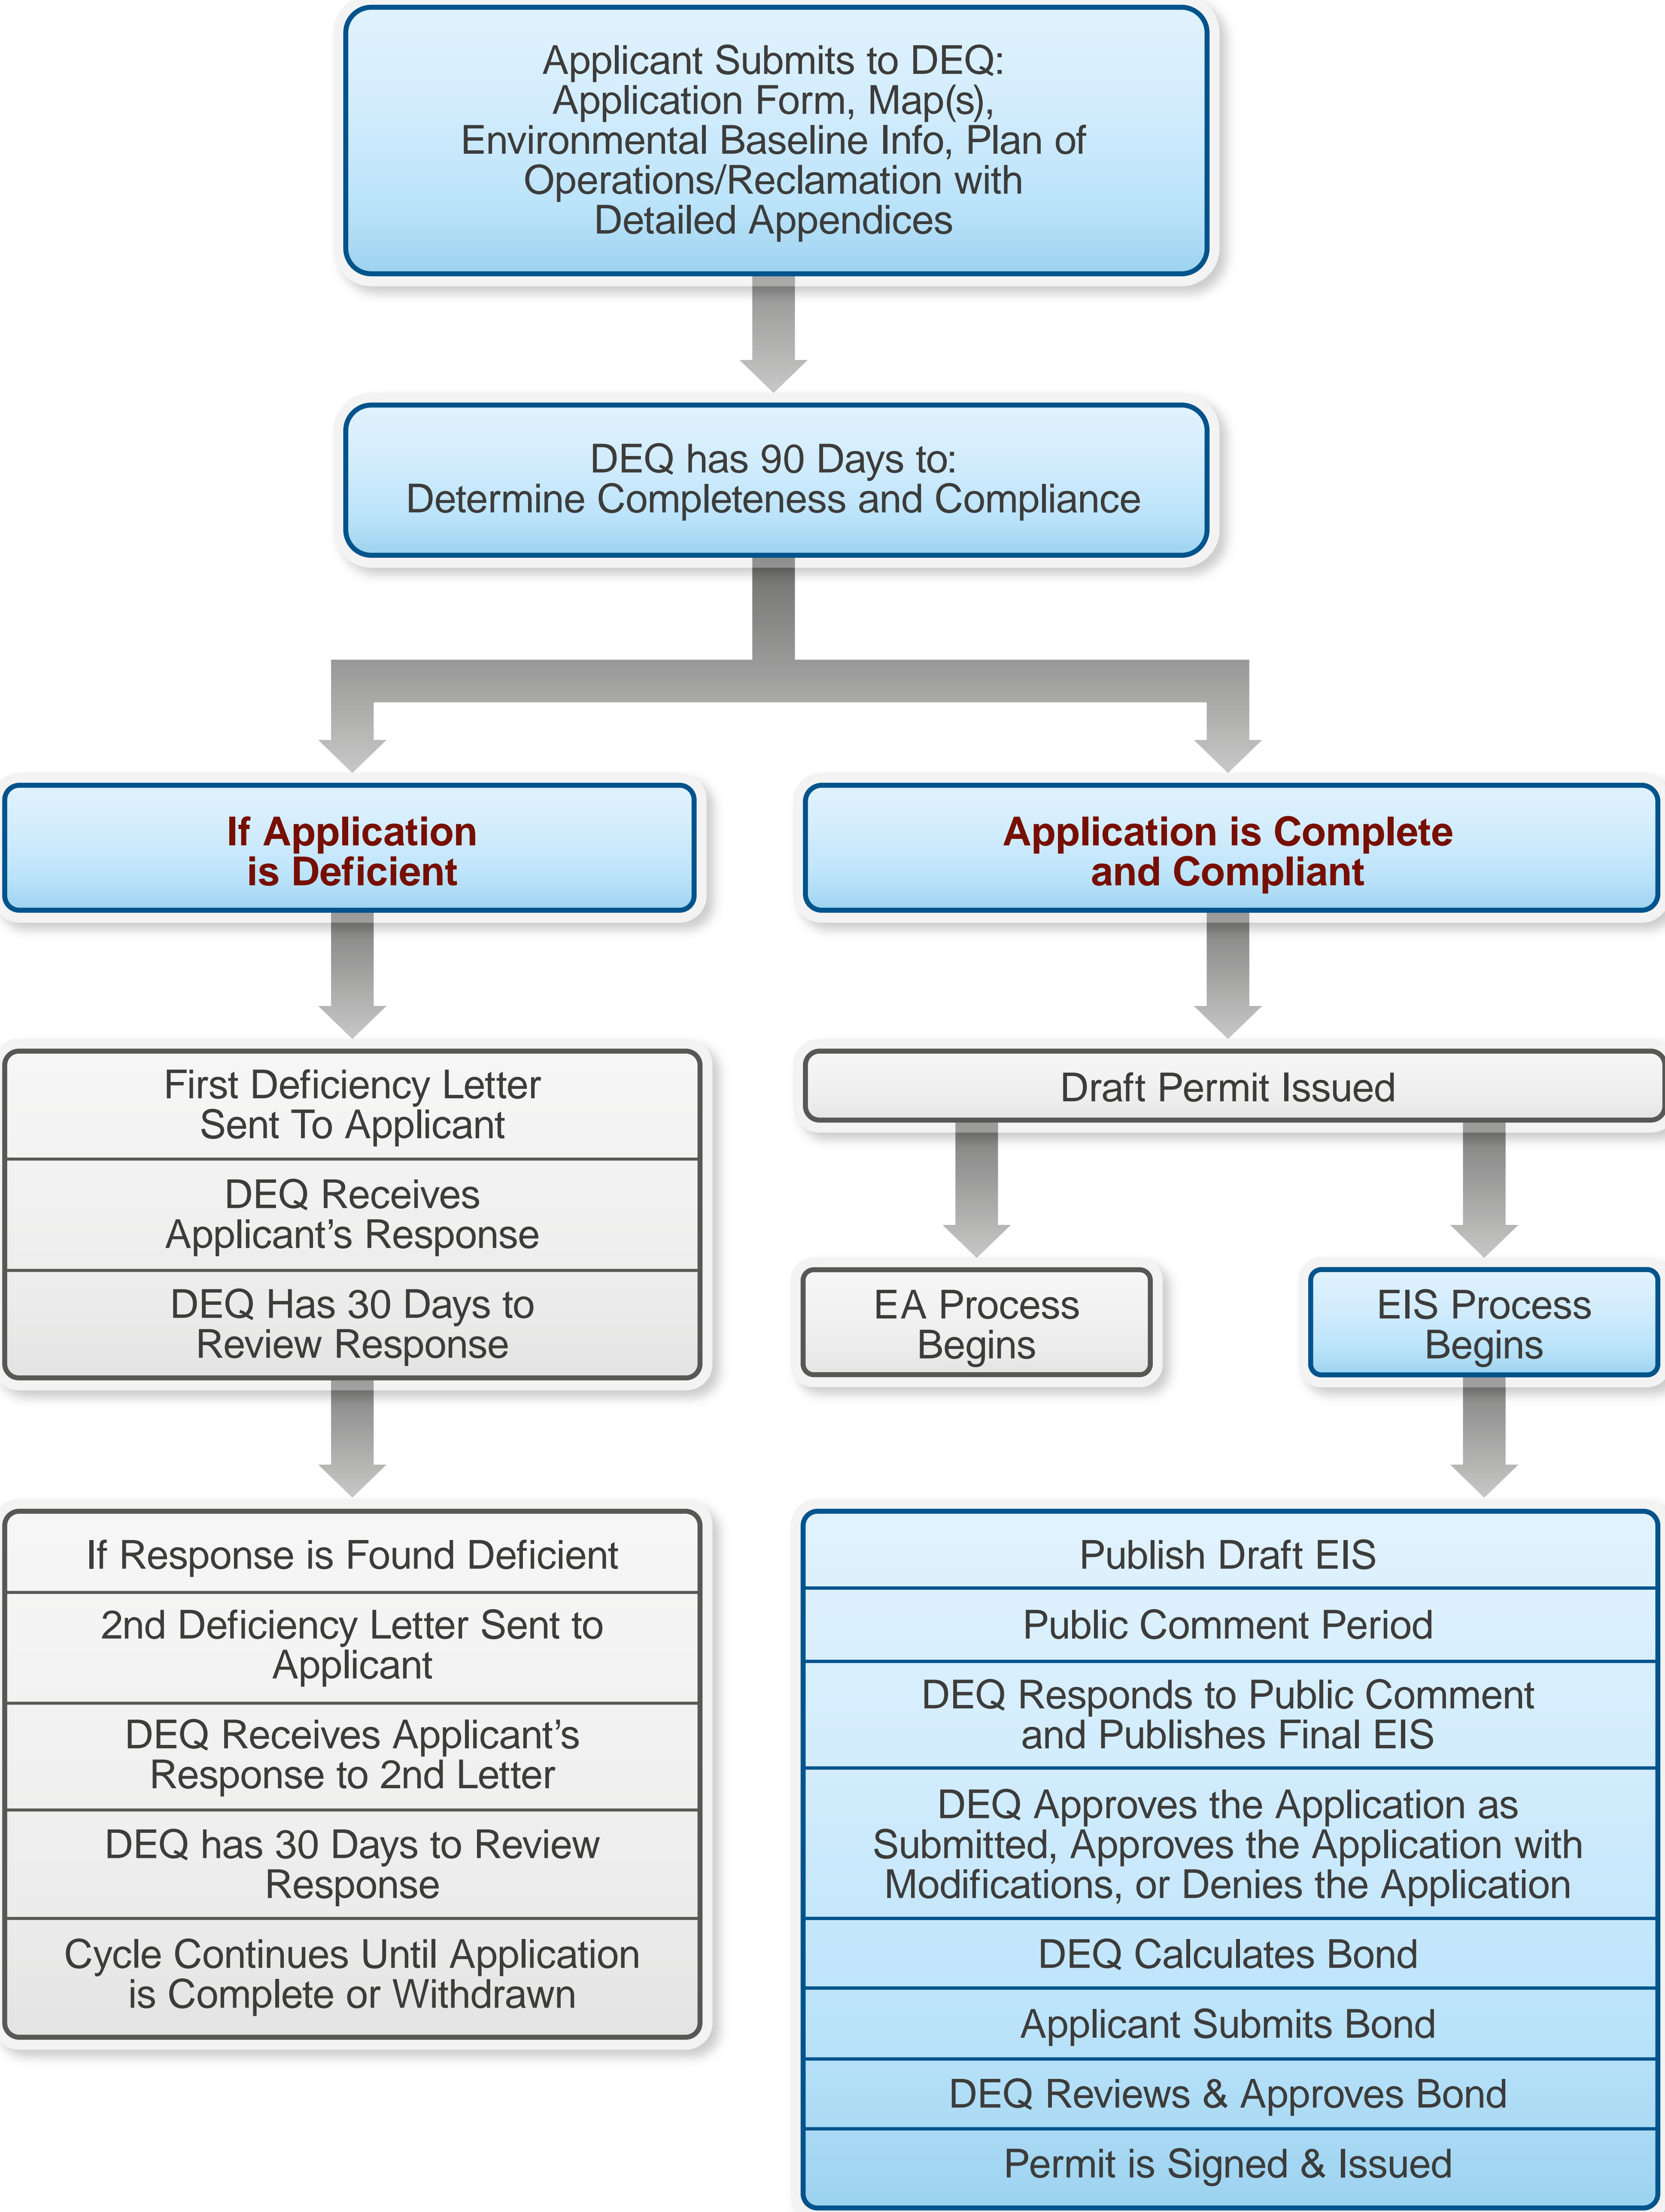 Applicant Submits to DEQ:
Application Form, Map(s),
Environmental Baseline Info, Plan of
Operations/Reclamation with
Detailed Appendices
DEQ has 90 Days to:
Determine Completeness and Compliance
If Application
is Deficient
First Deficiency Letter
Sent To Applicant
DEQ Receives
Applicant’s Response
DEQ Has 30 Days to
Review Response
If Response is Found Deficient
2nd Deficiency Letter Sent to
Applicant
DEQ Receives Applicant’s
Response to 2nd Letter
DEQ has 30 Days to Review
Response
Cycle Continues Until Application
is Complete or Withdrawn
Application is Complete
and Compliant
Draft Permit Issued
EA Process
Begins
EIS Process
Begins
Publish Draft EIS
Public Comment Period
DEQ Responds to Public Comment
and Publishes Final EIS
DEQ Approves the Application as
Submitted, Approves the Application with
Modifications, or Denies the Application
DEQ Calculates Bond
Applicant Submits Bond
DEQ Reviews & Approves Bond
Permit is Signed & Issued